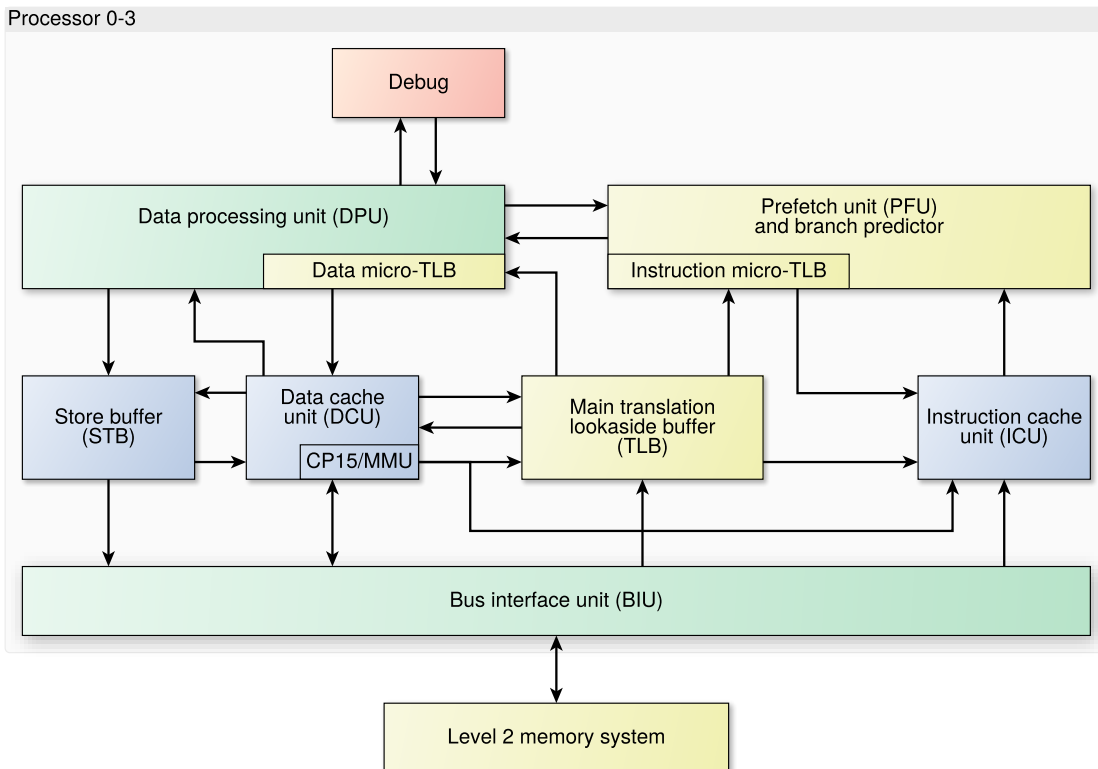 Processor 0-3
Debug
Data processing unit (DPU)
Prefetch unit (PFU)
and branch predictor
Data micro-TLB
Instruction micro-TLB
Store buffer
(STB)
Data cache
unit (DCU)
CP15/MMU
Main translation
lookaside buffer
(TLB)
Instruction cache
unit (ICU)
Bus interface unit (BIU)
Level 2 memory system